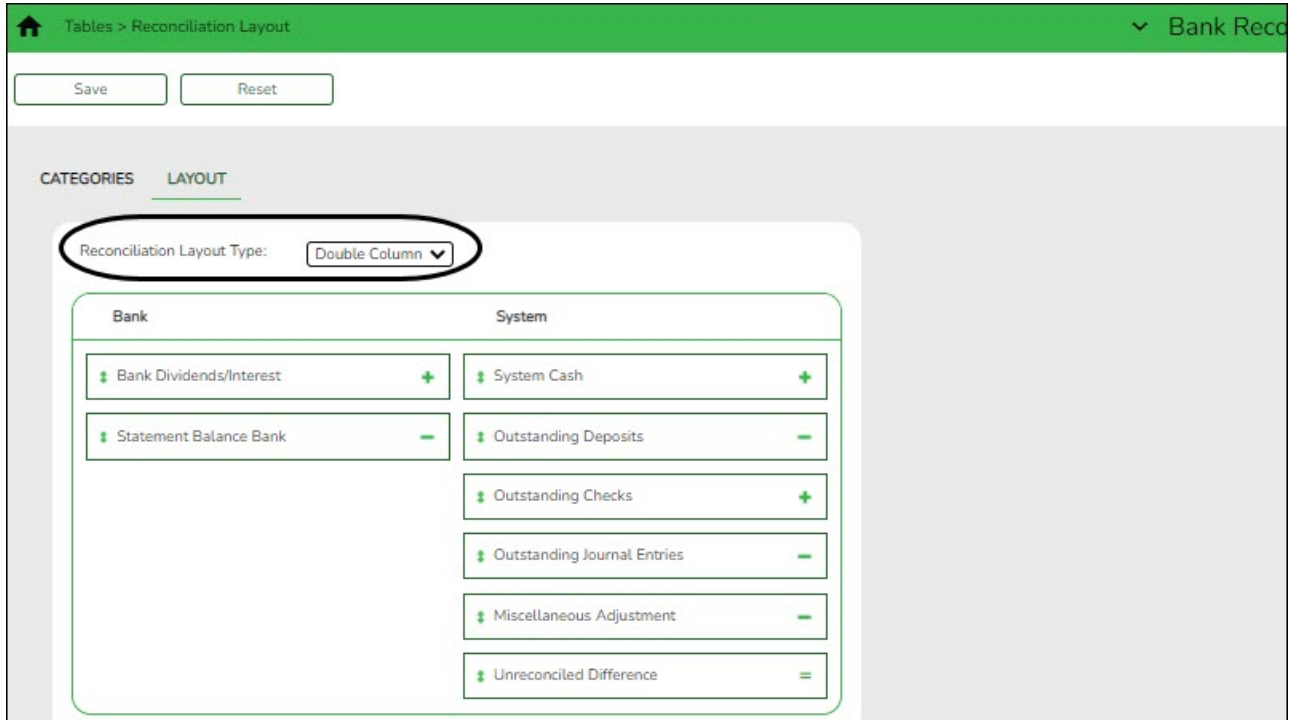 Tables > Reconciliation Layout
Bank Reco
Save Reset
CATEGORIES LAYOUT
Reconciliation Layout Type: Double Column
Bank System
Bank Dividends/Interest + System Cash +
Statement Balance Bank - Outstanding Deposits -
Outstanding Checks +
Outstanding Journal Entries -
Miscellaneous Adjustment -
Unreconciled Difference =